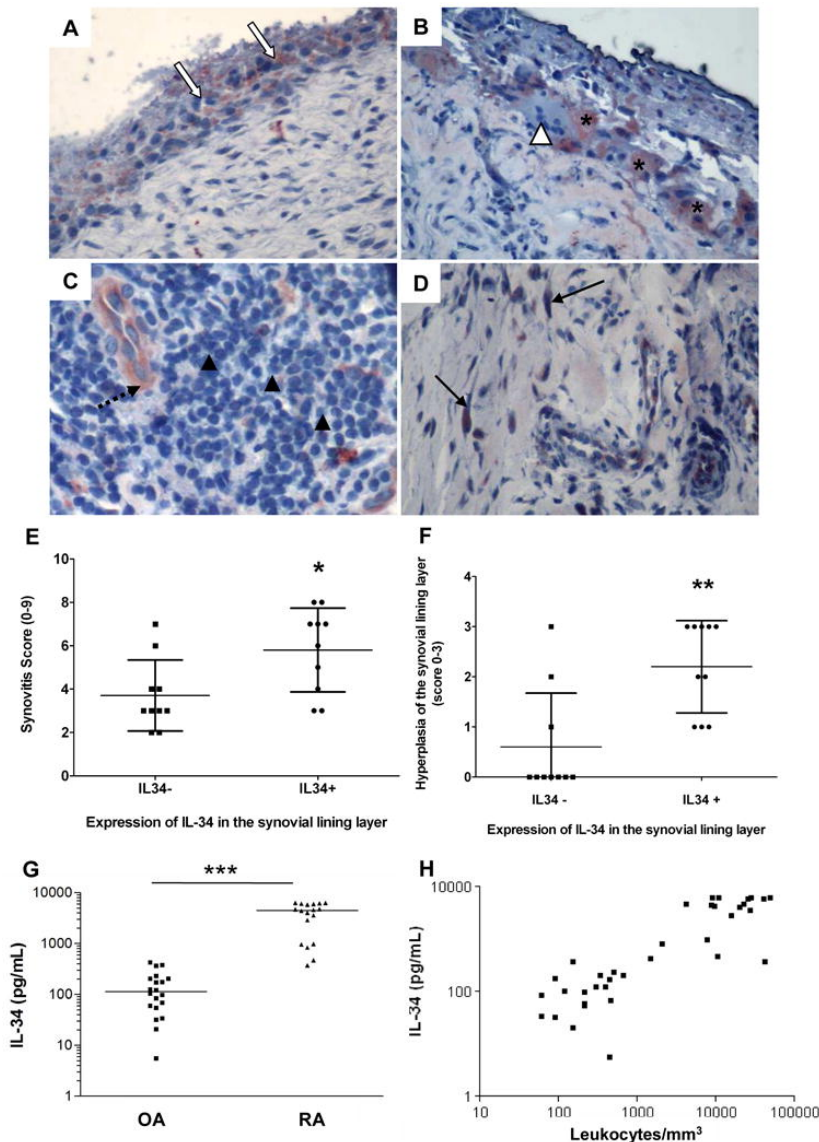 A
B
*
*
*
C
D
E
Synovitis Score (0-9)
10
8
6
4
2
0
*
IL34-
IL34+
Expression of IL-34 in the synovial lining layer
F
Hyperplasia of the synovial lining layer
(score 0-3)
4
3
2
1
0
**
IL34 -
IL34 +
Expression of IL-34 in the synovial lining layer
G
***
IL-34 (pg/mL)
10000
1000
100
10
1
OA
RA
H
IL-34 (pg/mL)
10000
100
1
10
100
1000
10000
100000
Leukocytes/mm³